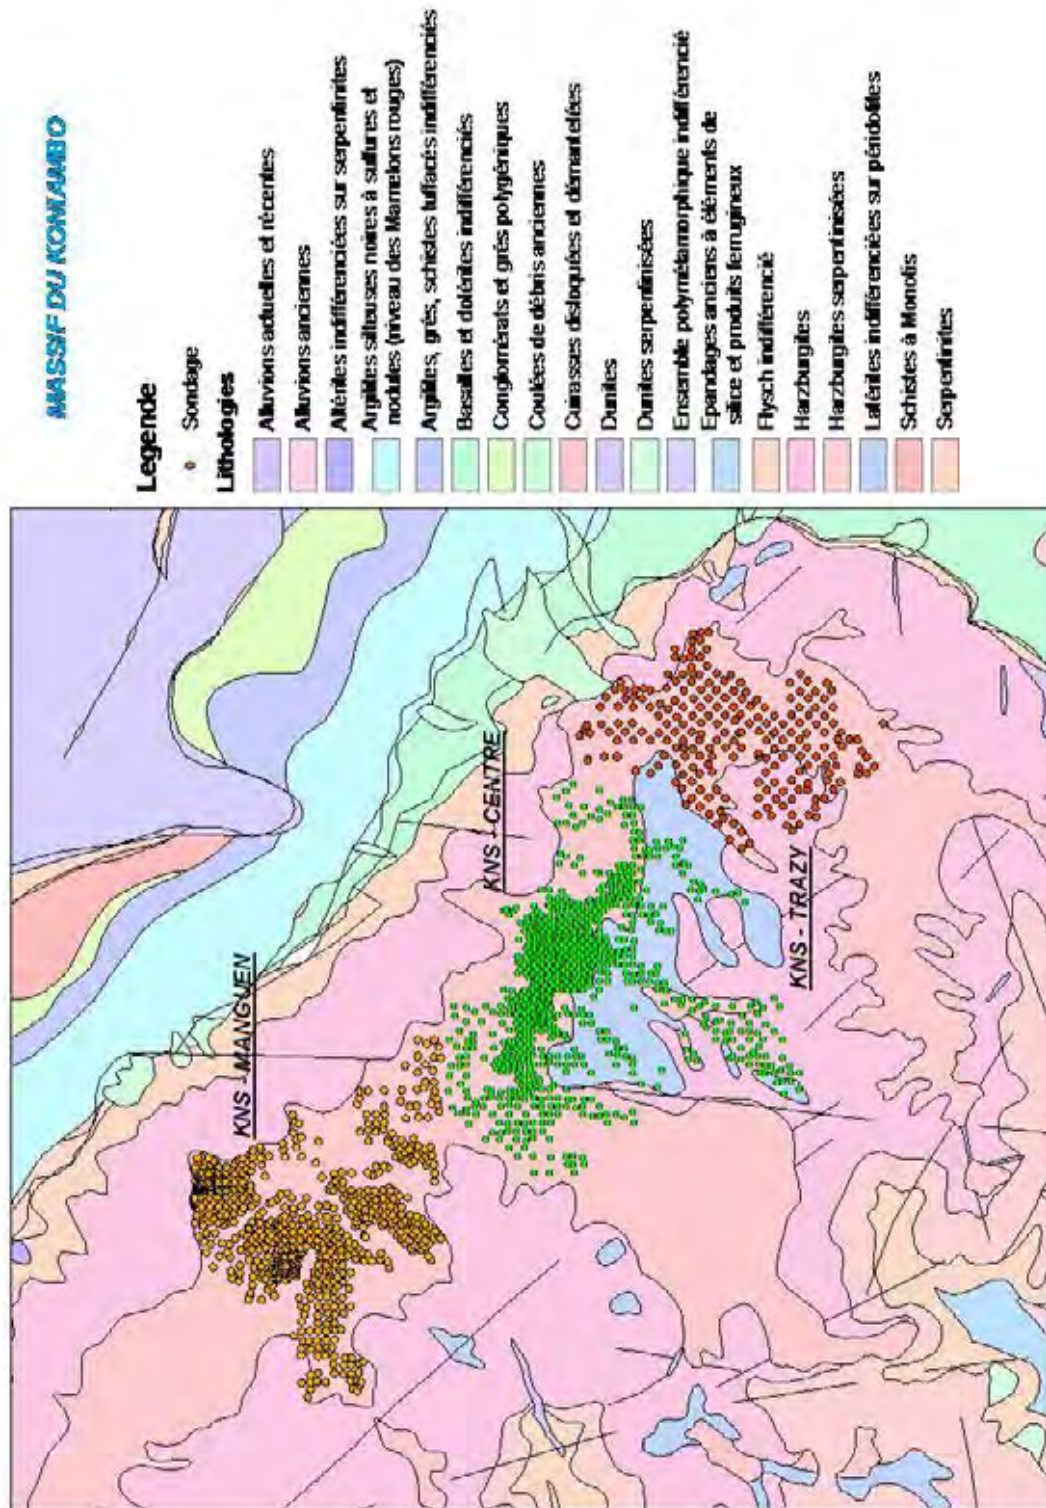 MASSIF DU KONIAMBO
Legende
Sondage
Lithologies
Alluvions actuelles et récentes
Alluvions anciennes
Altérites indifférenciées sur serpentinites
Argilites silteuses noires à sulfures et
nodules (niveau des Mamelons rouges)
Argilites, grés, schistes tuffacés indifférenciés
Basaltes et dolérites indifférenciés
Conglomérats et grés polygéniques
Coulées de débris anciennes
Cuirasses disloquées et démantelées
Dunites
Dunites serpentinisées
Ensemble polymétamorphique indifférencié
Epandages anciens à éléments de
silice et produits ferrugineux
Flysch indifférencié
Harzburgites
Harzburgites serpentinisées
Latérites indifférenciées sur péridotites
Schistes à Monotis
Serpentinites
KNS - MANGUEN
KNS - CENTRE
KNS - TRAZY